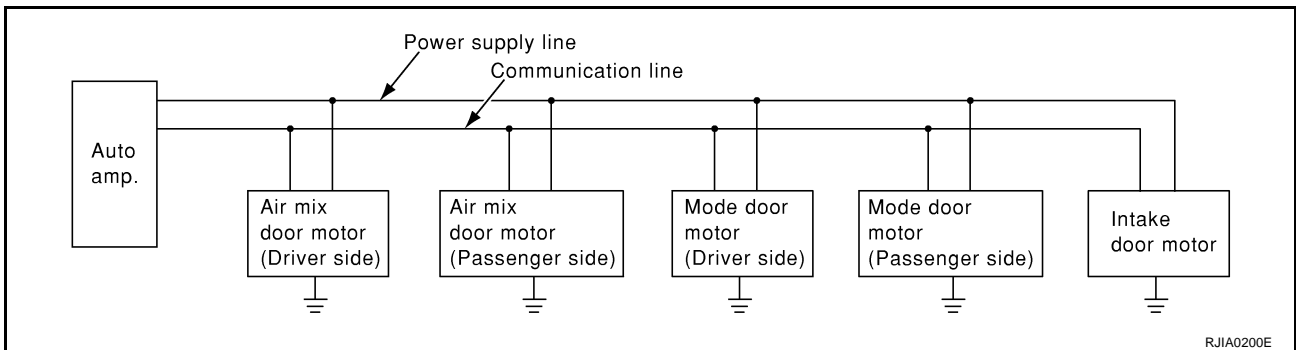 Power supply line
Communication line
Auto
amp.
Air mix
door motor
(Driver side)
Air mix
door motor
(Passenger side)
Mode door
motor
(Driver side)
Mode door
motor
(Passenger side)
Intake
door motor
RJIA0200E